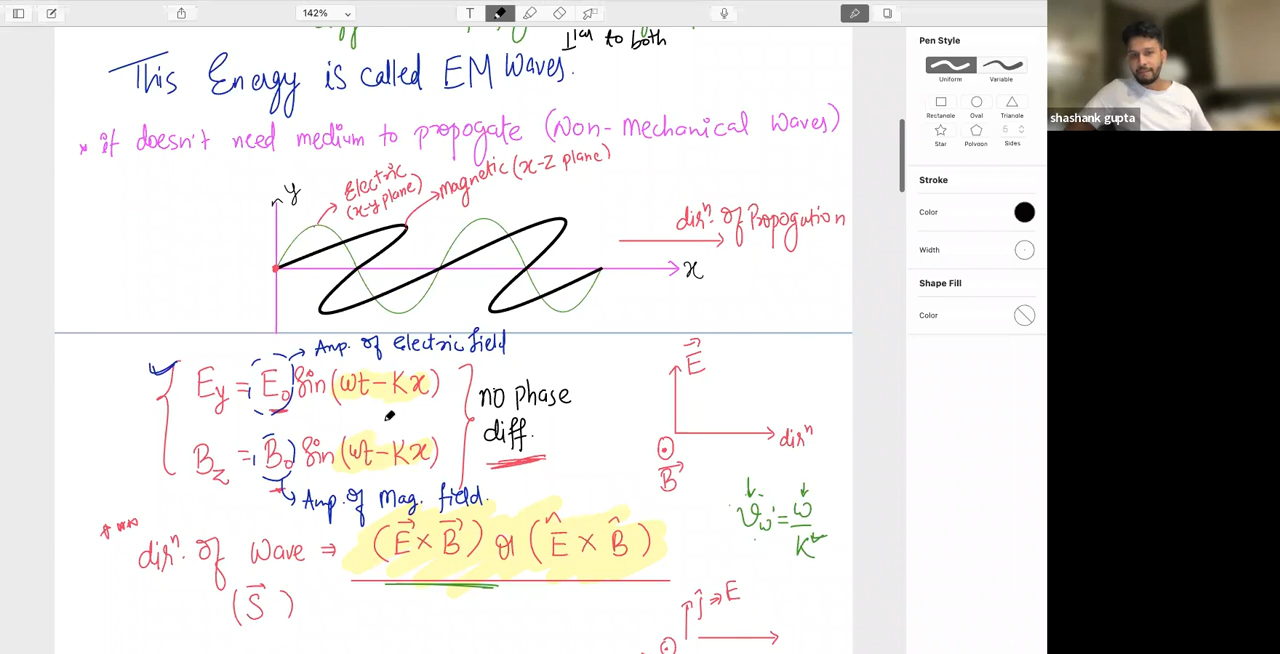 142%
T
⊥ar to both
This Energy is called EM Waves.
* it doesn't need medium to propogate (Non-Mechanical Waves)
y
Electric
(x-y plane)
Magnetic (x-z plane)
dirⁿ. of Propogation
x
Amp. of Electric field
Ey = E₀ sin(ωt-Kx)
Bz = B₀ sin(ωt-Kx)
no phase
diff.
Amp. of Mag. field.
E⃗
dirⁿ
B⃗
vω = ω/K
*** dirⁿ. of Wave ⇒ (E⃗ × B⃗) or (Ê × B̂)
(S⃗)
ĵ ⇒ E
Pen Style
Uniform
Variable
Rectangle
Oval
Triangle
Star
Polygon
5
Sides
Stroke
Color
Width
Shape Fill
Color
shashank gupta